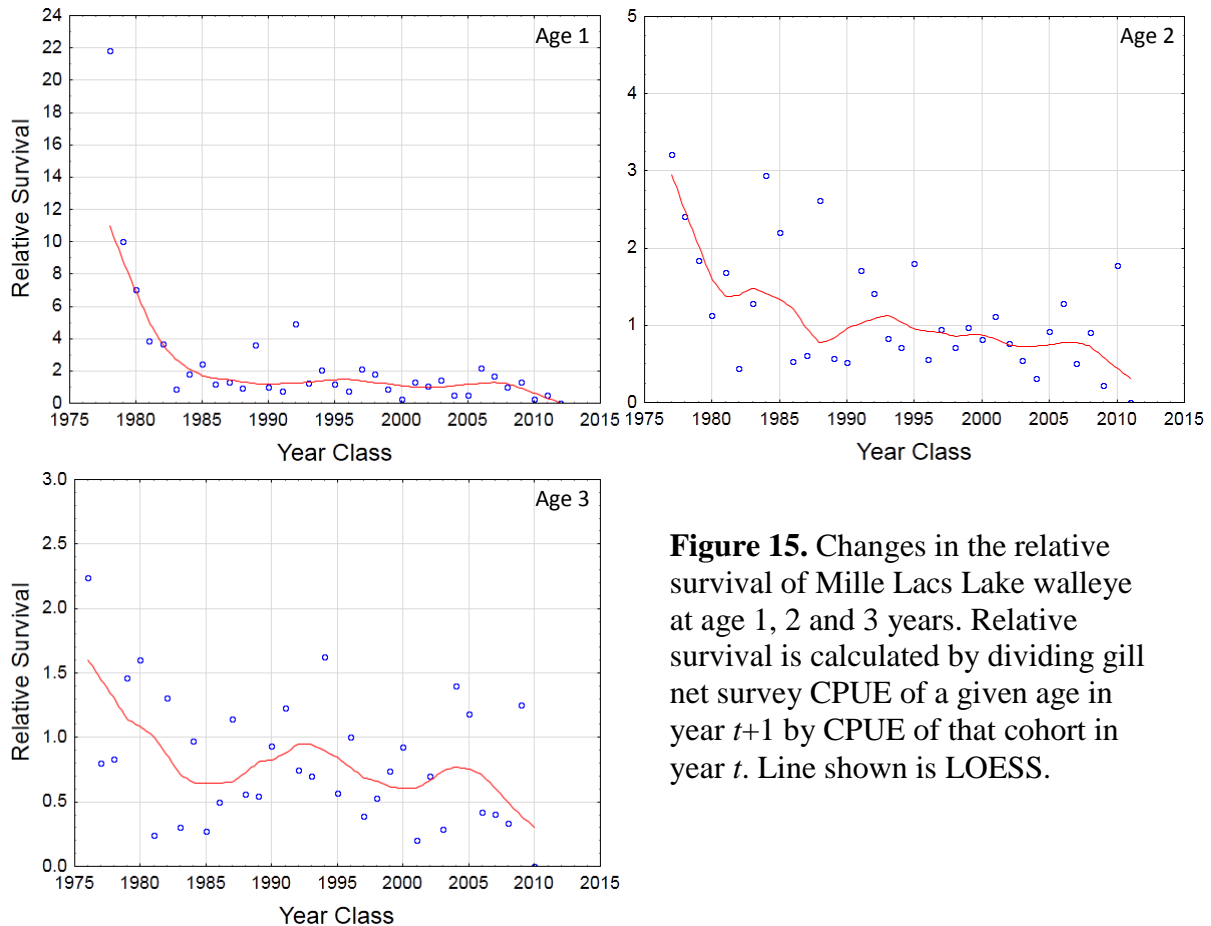 24
22
20
18
16
14
12
10
8
6
4
2
0
Relative Survival
Age 1
1975 1980 1985 1990 1995 2000 2005 2010 2015
Year Class
5
4
3
2
1
0
Age 2
1975 1980 1985 1990 1995 2000 2005 2010 2015
Year Class
3.0
2.5
2.0
1.5
1.0
0.5
0.0
Relative Survival
Age 3
1975 1980 1985 1990 1995 2000 2005 2010 2015
Year Class
Figure 15. Changes in the relative
survival of Mille Lacs Lake walleye
at age 1, 2 and 3 years. Relative
survival is calculated by dividing gill
net survey CPUE of a given age in
year t+1 by CPUE of that cohort in
year t. Line shown is LOESS.